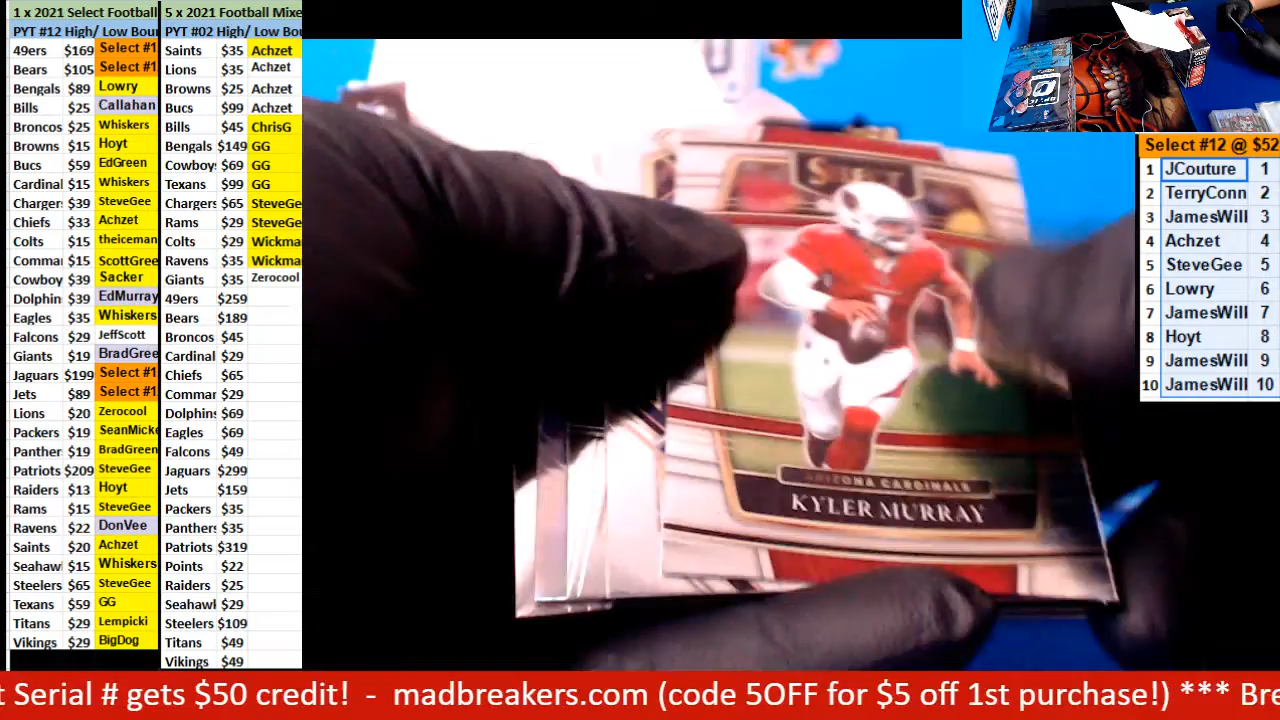 1 x 2021 Select Football
PYT #12 High/ Low Bou
49ers $169 Select #1
Bears $105 Select #1
Bengals $89 Lowry
Bills $25 Callahan
Broncos $25 Whiskers
Browns $15 Hoyt
Bucs $59 EdGreen
Cardinal $15 Whiskers
Chargers $39 SteveGee
Chiefs $33 Achzet
Colts $15 theiceman
Comma $15 ScottGree
Cowboy $39 Sacker
Dolphin $39 EdMurray
Eagles $35 Whiskers
Falcons $29 JeffScott
Giants $19 BradGree
Jaguars $199 Select #1
Jets $89 Select #1
Lions $20 Zerocool
Packers $19 SeanMicke
Panther $19 BradGreen
Patriots $209 SteveGee
Raiders $13 Hoyt
Rams $15 SteveGee
Ravens $22 DonVee
Saints $20 Achzet
Seahaw $15 Whiskers
Steelers $65 SteveGee
Texans $59 GG
Titans $29 Lempicki
Vikings $29 BigDog
5 x 2021 Football Mixe
PYT #02 High/ Low Bou
Saints $35 Achzet
Lions $35 Achzet
Browns $25 Achzet
Bucs $99 Achzet
Bills $45 ChrisG
Bengals $149 GG
Cowboys $69 GG
Texans $99 GG
Chargers $65 SteveGe
Rams $29 SteveGe
Colts $29 Wickma
Ravens $35 Wickma
Giants $35 Zerocool
49ers $259
Bears $189
Broncos $45
Cardinal $29
Chiefs $65
Comman $29
Dolphins $69
Eagles $69
Falcons $49
Jaguars $299
Jets $159
Packers $35
Panthers $35
Patriots $319
Points $22
Raiders $25
Seahawk $29
Steelers $109
Titans $49
Vikings $49
SELECT
ARIZONA CARDINALS
KYLER MURRAY
Select #12 @ $52
1 JCouture 1
2 TerryConn 2
3 JamesWill 3
4 Achzet 4
5 SteveGee 5
6 Lowry 6
7 JamesWill 7
8 Hoyt 8
9 JamesWill 9
10 JamesWill 10
t Serial # gets $50 credit! - madbreakers.com (code 5OFF for $5 off 1st purchase!) *** Bre